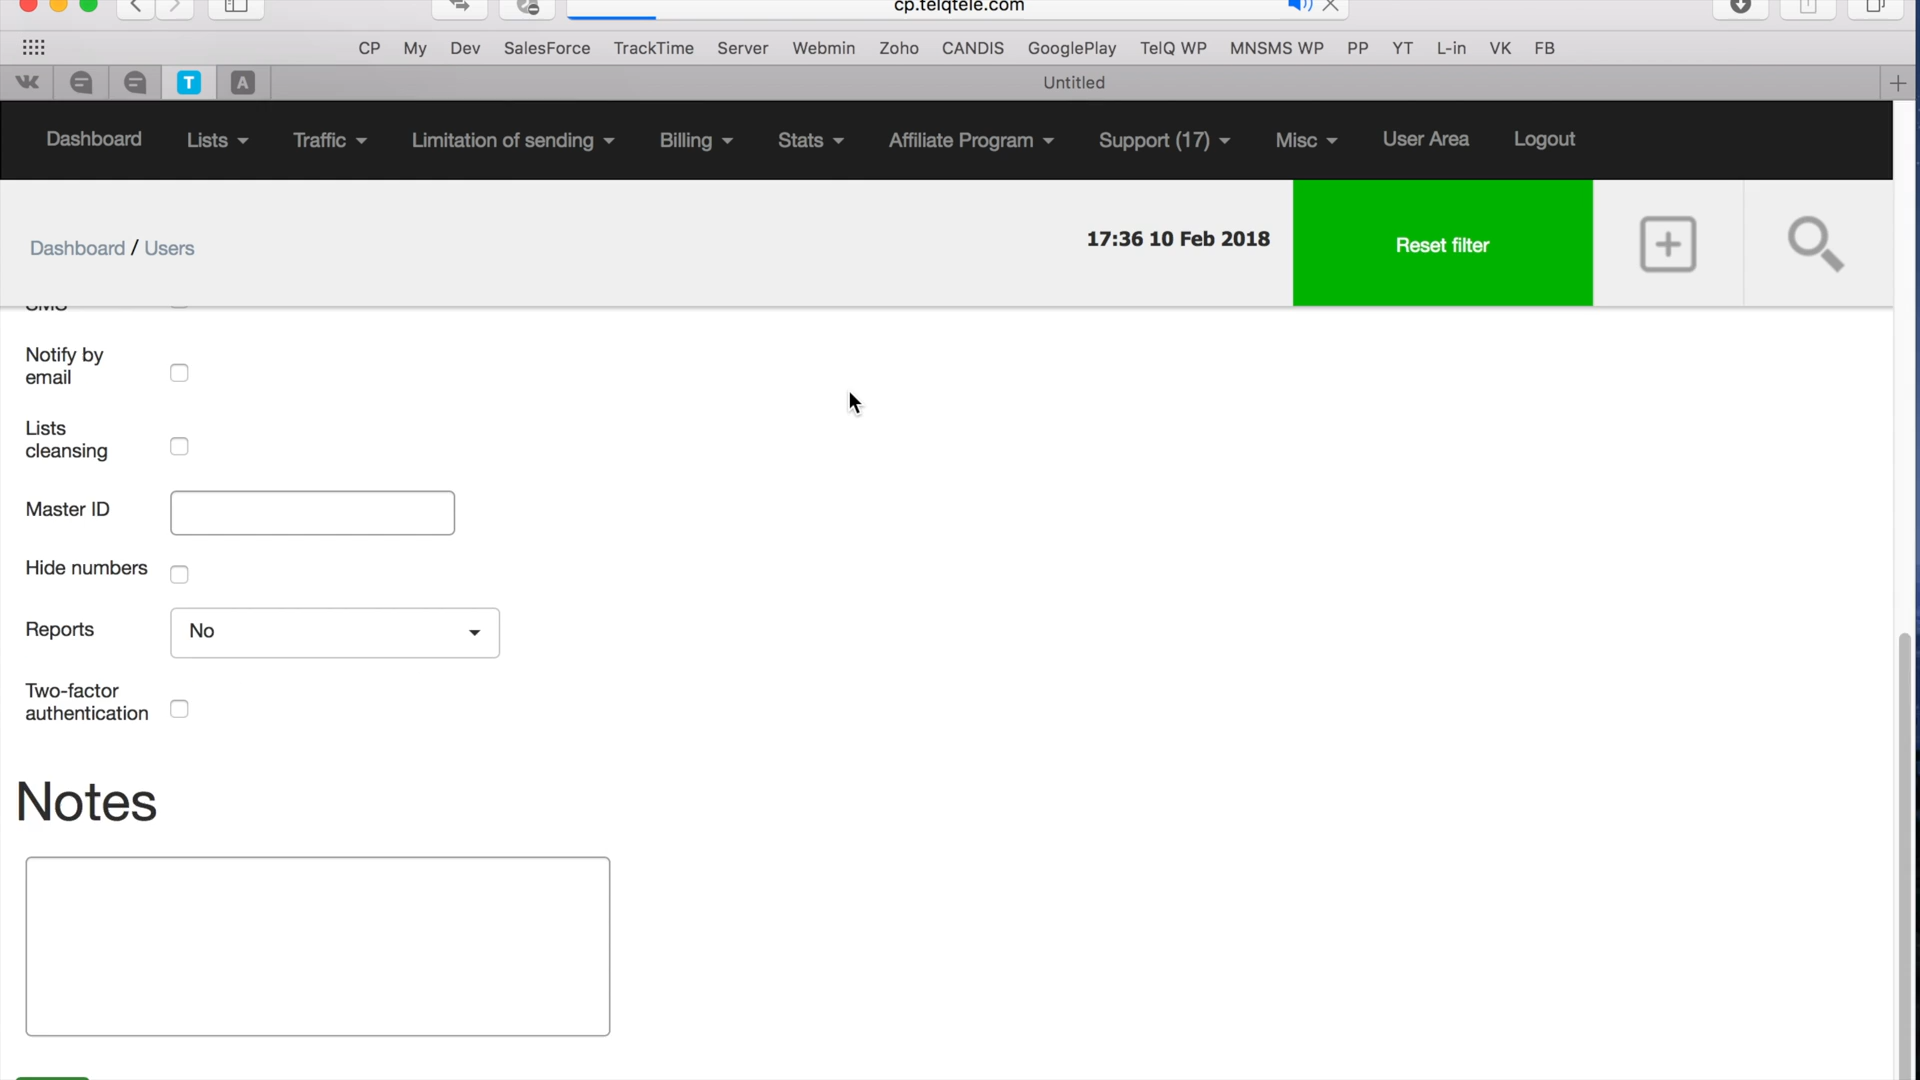 cp.telqtele.com
CP My Dev SalesForce TrackTime Server Webmin Zoho CANDIS GooglePlay TelQ WP MNSMS WP PP YT L-in VK FB
T A Untitled
Dashboard Lists Traffic Limitation of sending Billing Stats Affiliate Program Support (17) Misc User Area Logout
Dashboard / Users 17:36 10 Feb 2018 Reset filter
SMS
Notify by
email
Lists
cleansing
Master ID
Hide numbers
Reports No
Two-factor
authentication
Notes